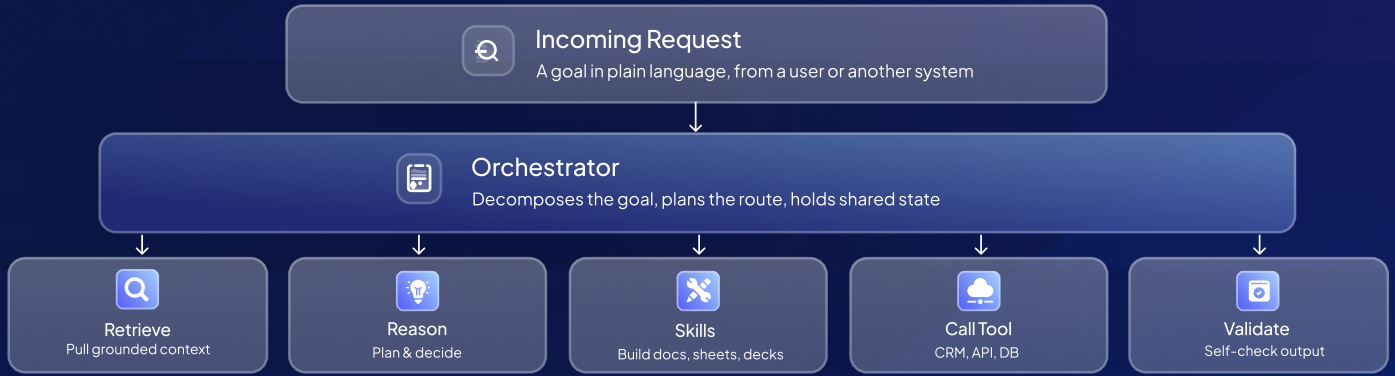 Incoming Request
A goal in plain language, from a user or another system
Orchestrator
Decomposes the goal, plans the route, holds shared state
Retrieve
Pull grounded context
Reason
Plan & decide
Skills
Build docs, sheets, decks
Call Tool
CRM, API, DB
Validate
Self-check output